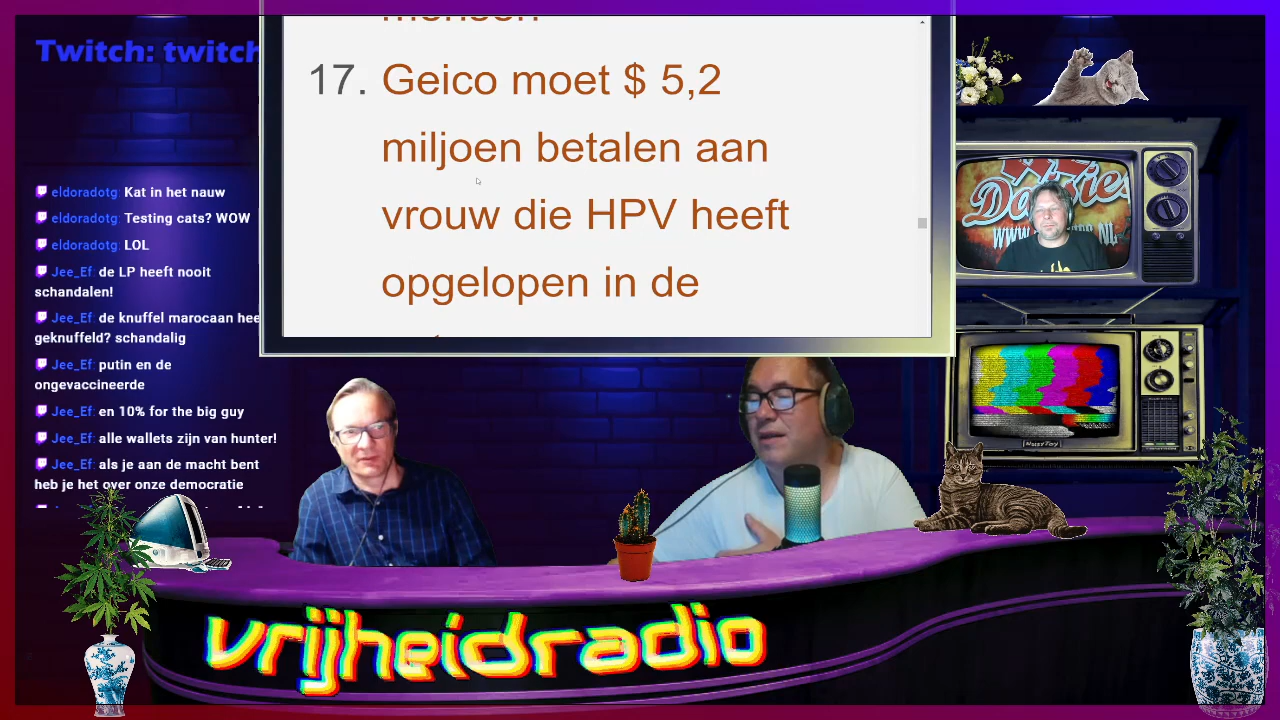 Twitch: twitch
17. Geico moet $ 5,2
miljoen betalen aan
vrouw die HPV heeft
opgelopen in de
eldoradotg: Kat in het nauw
eldoradotg: Testing cats? WOW
eldoradotg: LOL
Jee_Ef: de LP heeft nooit
schandalen!
Jee_Ef: de knuffel marocaan hee
geknuffeld? schandalig
Jee_Ef: putin en de
ongevaccineerde
Jee_Ef: en 10% for the big guy
Jee_Ef: alle wallets zijn van hunter!
Jee_Ef: als je aan de macht bent
heb je het over onze democratie
vrijheidradio